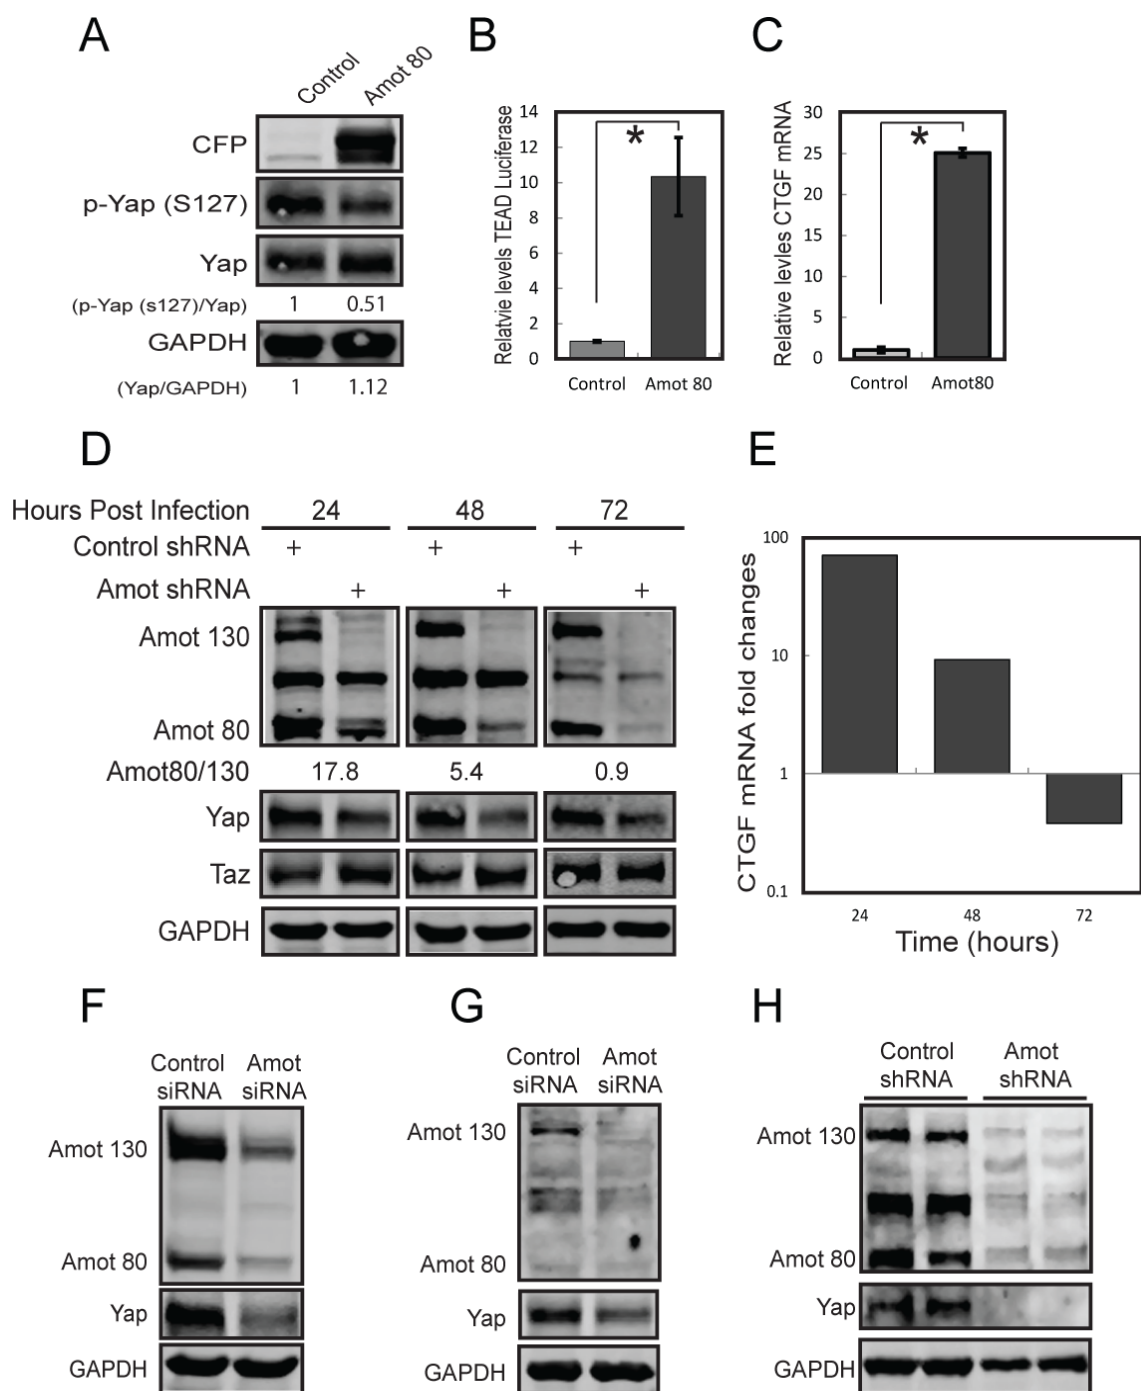 A
Control
Amot 80
CFP
p-Yap (S127)
Yap
(p-Yap (s127)/Yap) 1 0.51
GAPDH
(Yap/GAPDH) 1 1.12
B
Relatvie levels TEAD Luciferase
14
12
10
8
6
4
2
0
*
Control Amot 80
C
Relative levles CTGF mRNA
30
25
20
15
10
5
0
*
Control Amot80
D
Hours Post Infection 24 48 72
Control shRNA + + +
Amot shRNA + + +
Amot 130
Amot 80
Amot80/130 17.8 5.4 0.9
Yap
Taz
GAPDH
E
CTGF mRNA fold changes
100
10
1
0.1
24 48 72
Time (hours)
F
Control Amot
siRNA siRNA
Amot 130
Amot 80
Yap
GAPDH
G
Control Amot
siRNA siRNA
Amot 130
Amot 80
Yap
GAPDH
H
Control Amot
shRNA shRNA
Amot 130
Amot 80
Yap
GAPDH